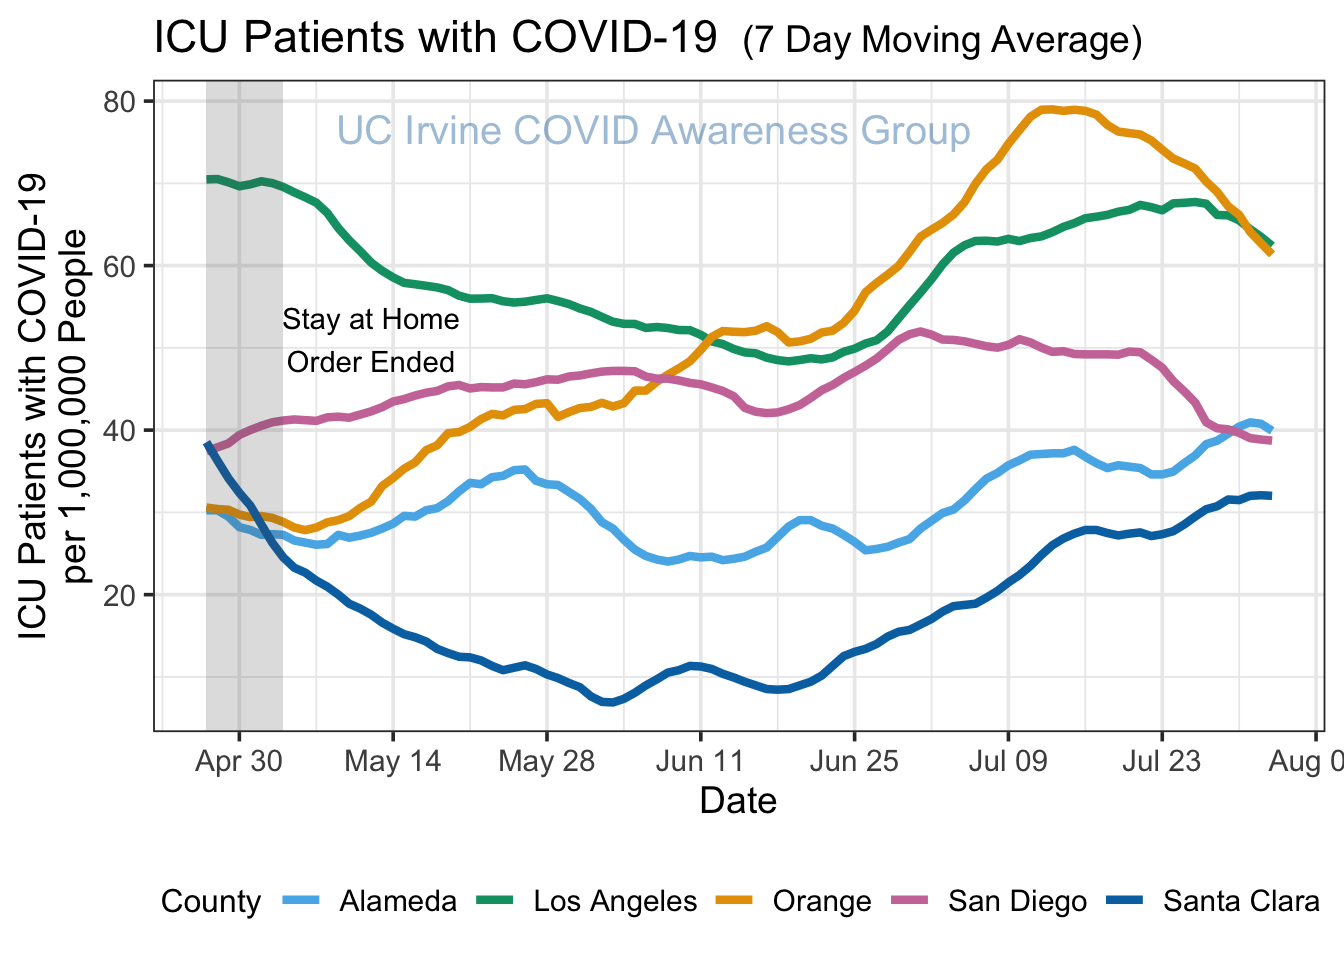 ICU Patients with COVID-19 (7 Day Moving Average)
UC Irvine COVID Awareness Group
ICU Patients with COVID-19
per 1,000,000 People
80
60
40
20
Stay at Home
Order Ended
Apr 30 May 14 May 28 Jun 11 Jun 25 Jul 09 Jul 23 Aug 0
Date
County Alameda Los Angeles Orange San Diego Santa Clara